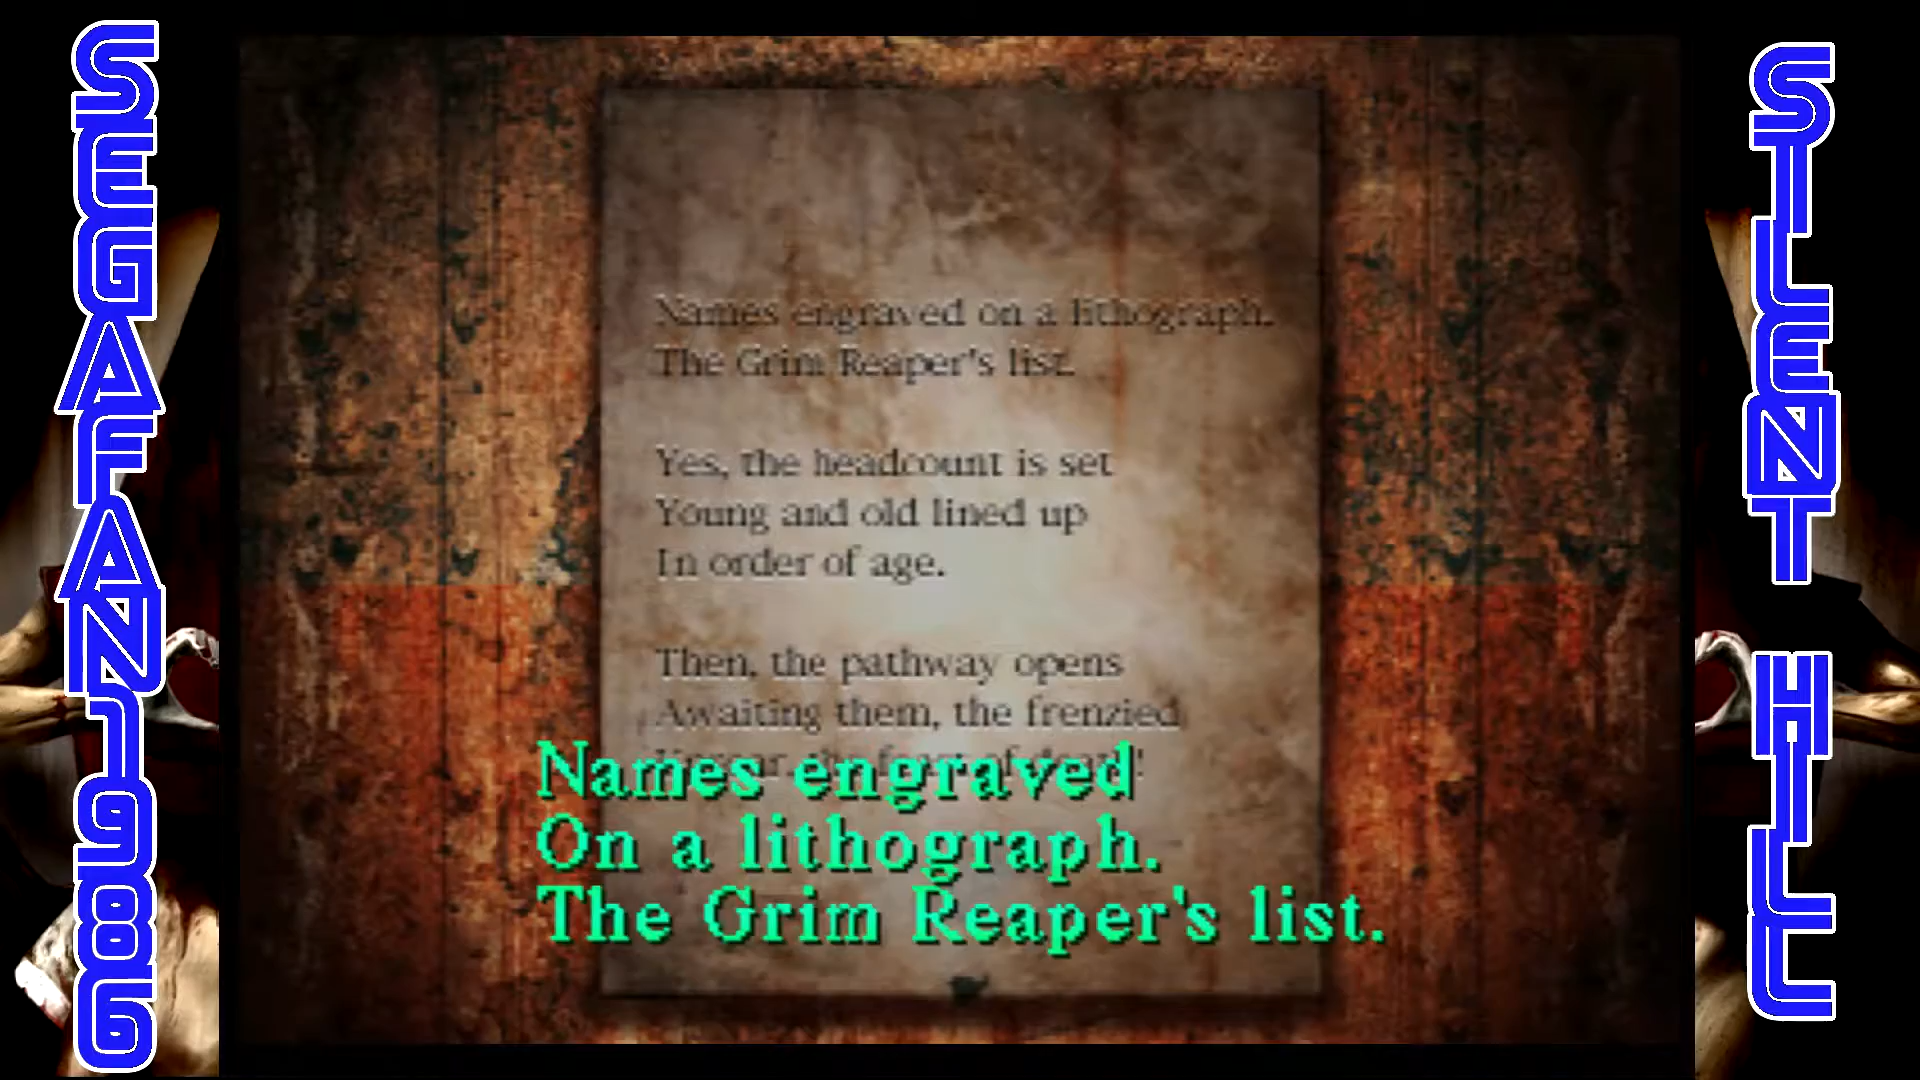 SEGAFAN1986
Names engraved on a lithograph.
The Grim Reaper's list.
Yes, the headcount is set
Young and old lined up
In order of age.
Then, the pathway opens
Awaiting them, the frenzied
Names engraved
On a lithograph.
The Grim Reaper's list.
SILENT HILL